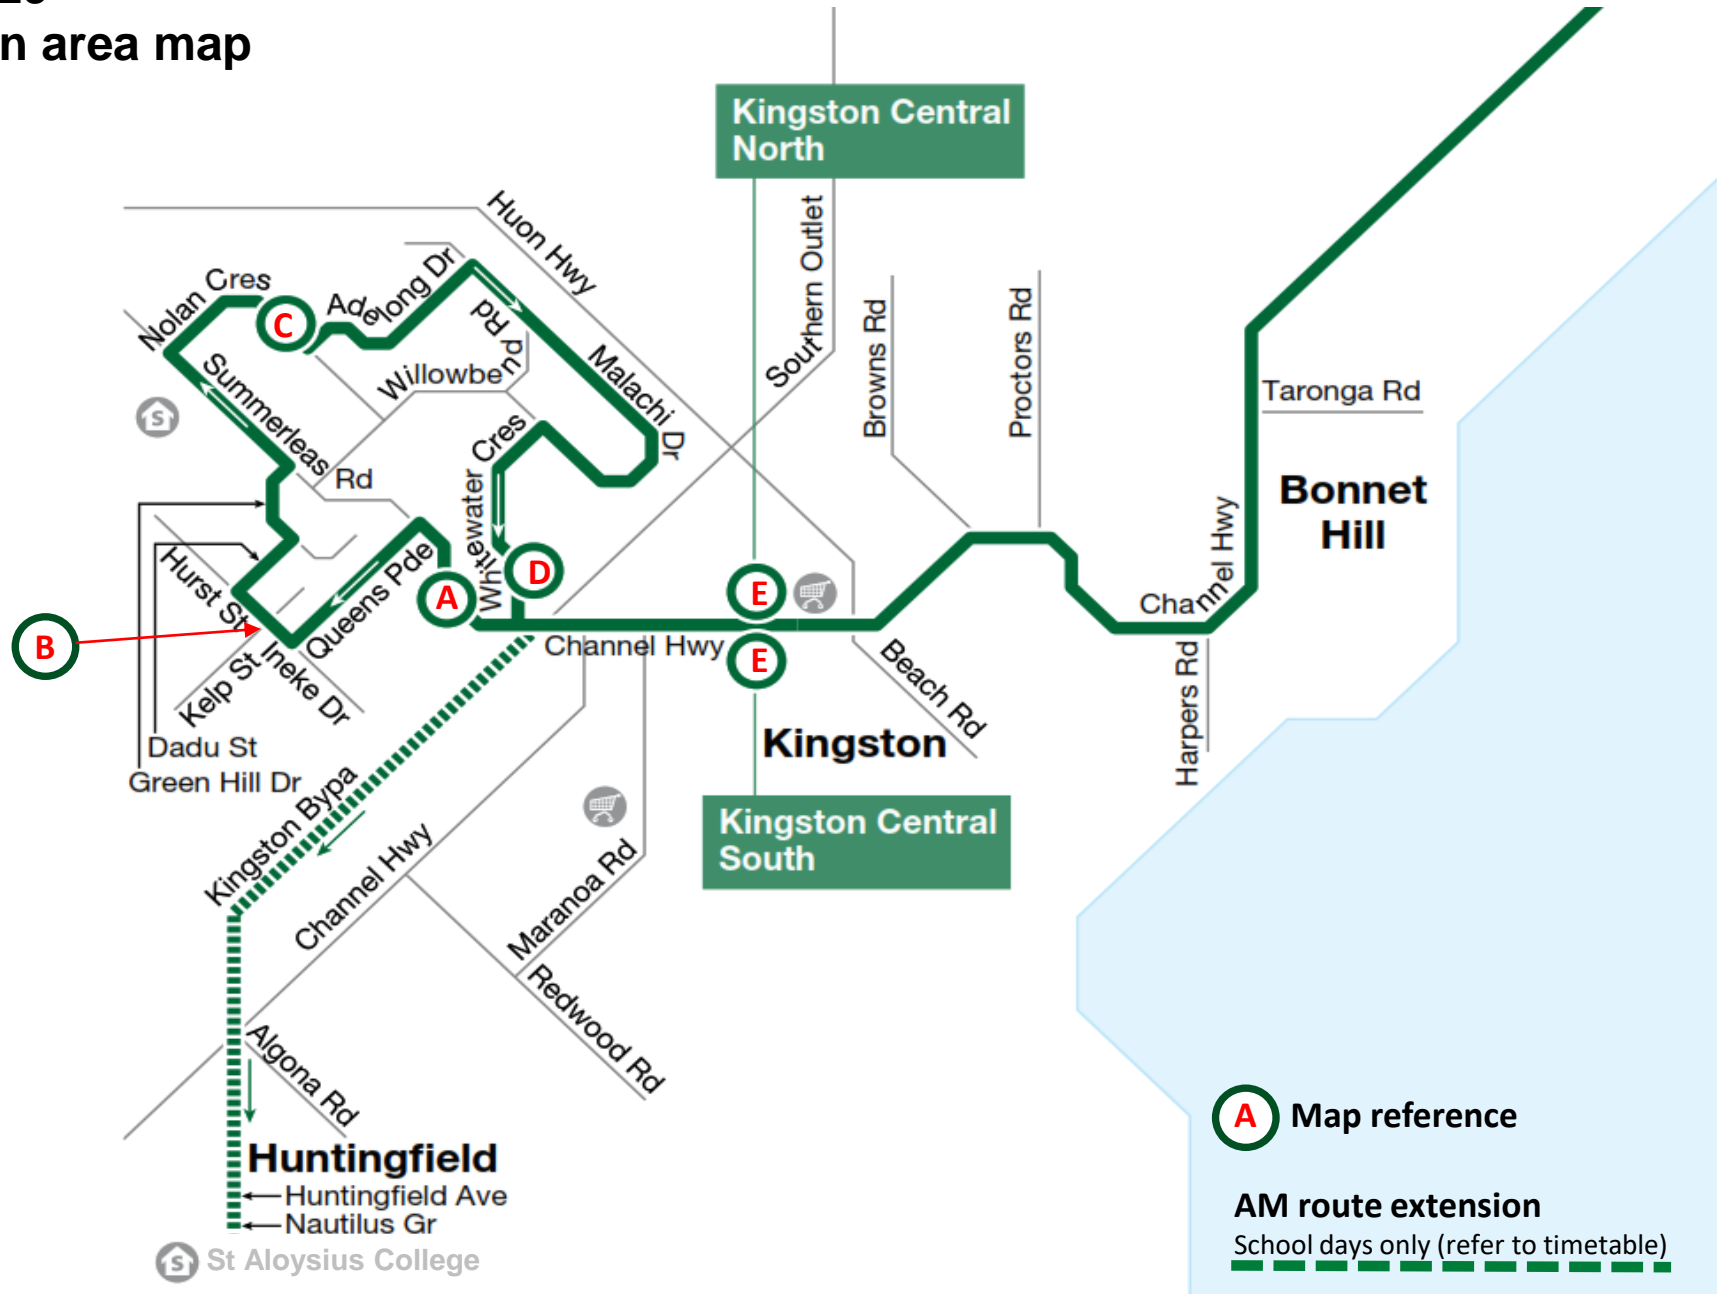 n area map
Kingston Central
North
Huon Hwy
Southern Outlet
Nolan Cres
Adelong Dr
C
Willowbend Rd
Malachi Dr
Browns Rd
Proctors Rd
Taronga Rd
Summerleas Rd
S
Whitewater Cres
Bonnet
Hill
Channel Hwy
Hurst St
Queens Pde
A
D
E
B
Kelp St
Ineke Dr
Channel Hwy
E
Beach Rd
Harpers Rd
Kingston
Dadu St
Green Hill Dr
Kingston Bypa
Kingston Central
South
Channel Hwy
Maranoa Rd
Redwood Rd
Algona Rd
Huntingfield
Huntingfield Ave
Nautilus Gr
S St Aloysius College
A Map reference
AM route extension
School days only (refer to timetable)